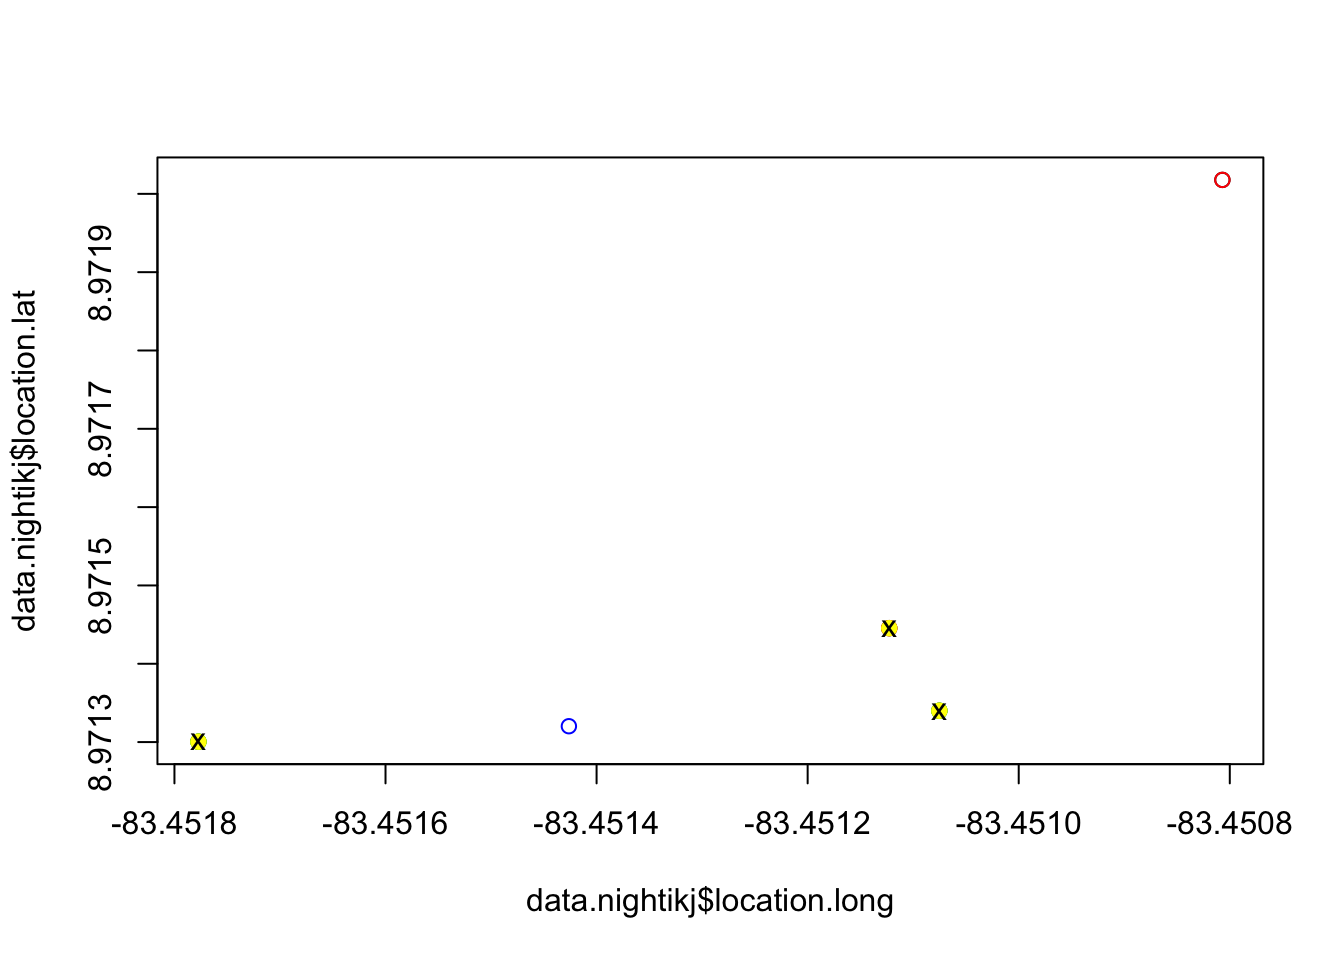 data.nightikj$location.lat
8.9719
8.9717
8.9715
8.9713
x
x
x
-83.4518 -83.4516 -83.4514 -83.4512 -83.4510 -83.4508
data.nightikj$location.long